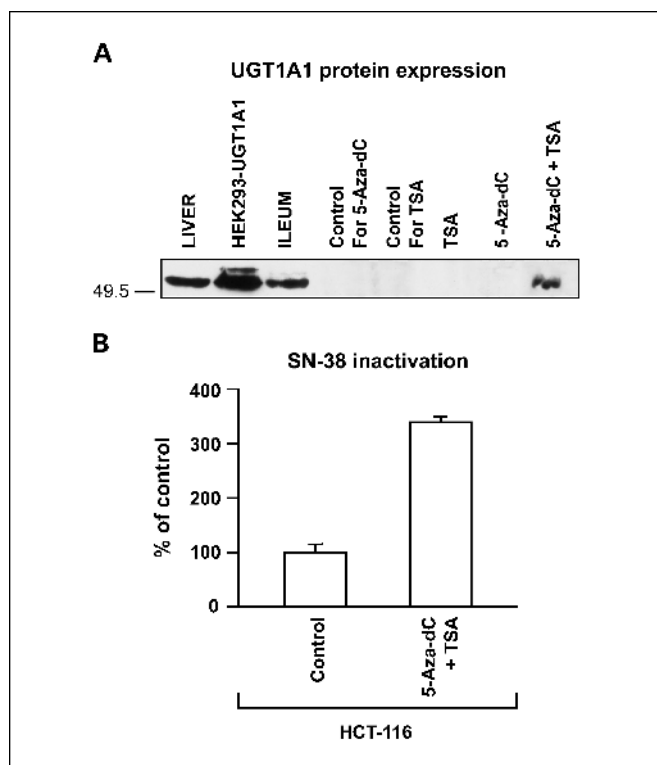 A
UGT1A1 protein expression
LIVER
HEK293-UGT1A1
ILEUM
Control
For 5-Aza-dC
Control
For TSA
TSA
5 -Aza-dC
5-Aza-dC + TSA
49.5
B
SN-38 inactivation
% of control
400
300
200
100
0
Control
5-Aza-dC
+ TSA
HCT-116